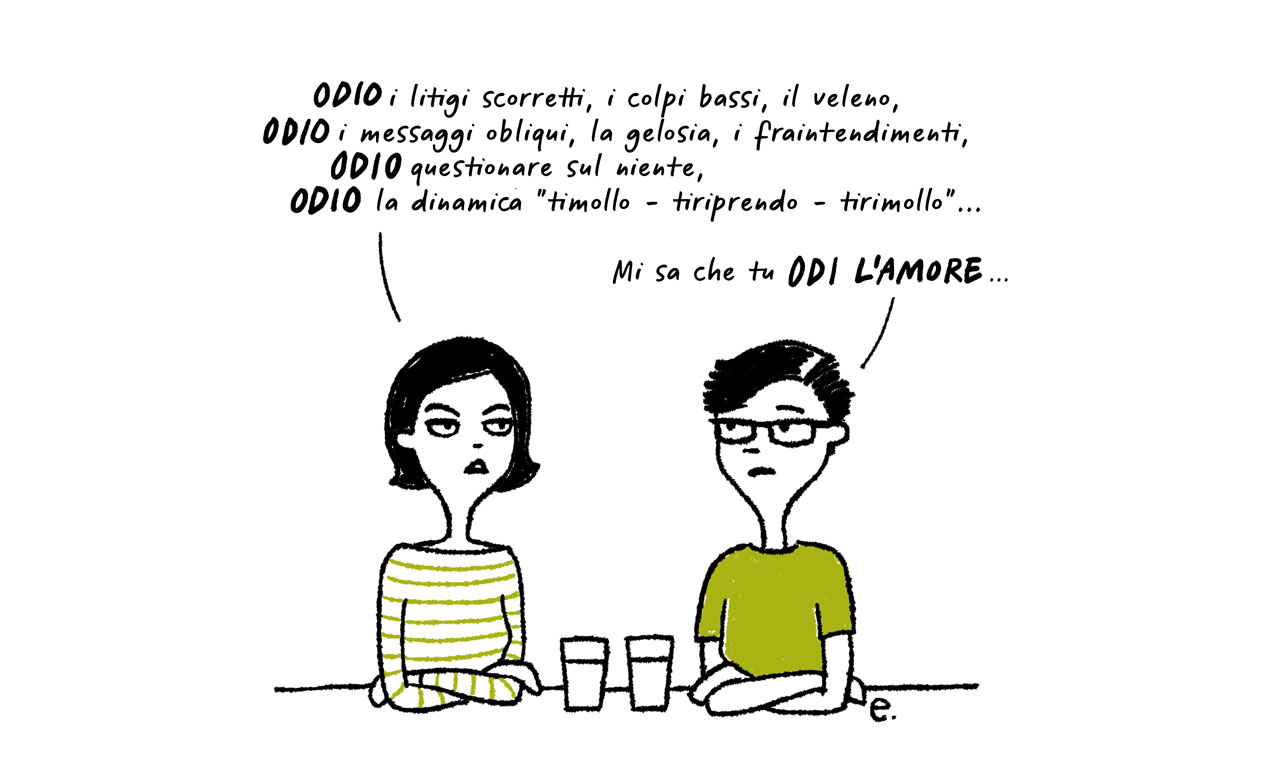 ODIO i litigi scorretti, i colpi bassi, il veleno,
ODIO i messaggi obliqui, la gelosia, i fraintendimenti,
ODIO questionare sul niente,
ODIO la dinamica "timollo - tiriprendo - tirimollo"...
Mi sa che tu ODI L'AMORE...
e.